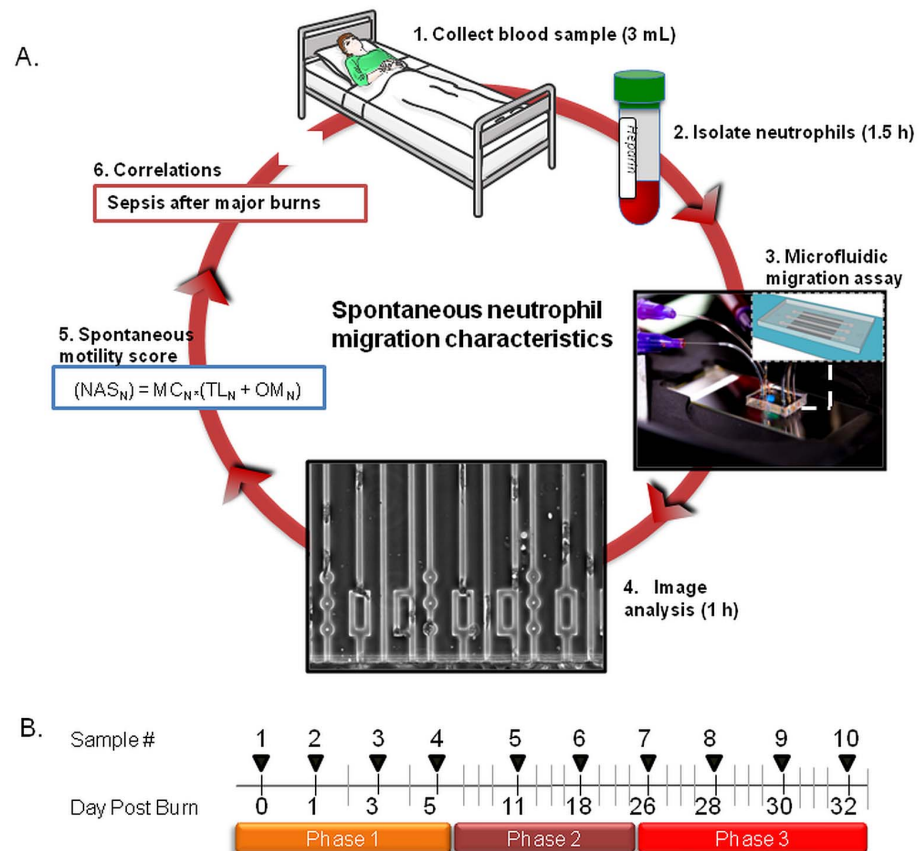 A.
1. Collect blood sample (3 mL)
Heparin
2. Isolate neutrophils (1.5 h)
3. Microfluidic
migration assay
4. Image
analysis (1 h)
5. Spontaneous
motility score
(NAS_N) = MC_N*(TL_N + OM_N)
6. Correlations
Sepsis after major burns
Spontaneous neutrophil
migration characteristics
B.
Sample # 1 2 3 4 5 6 7 8 9 10
Day Post Burn 0 1 3 5 11 18 26 28 30 32
Phase 1 Phase 2 Phase 3